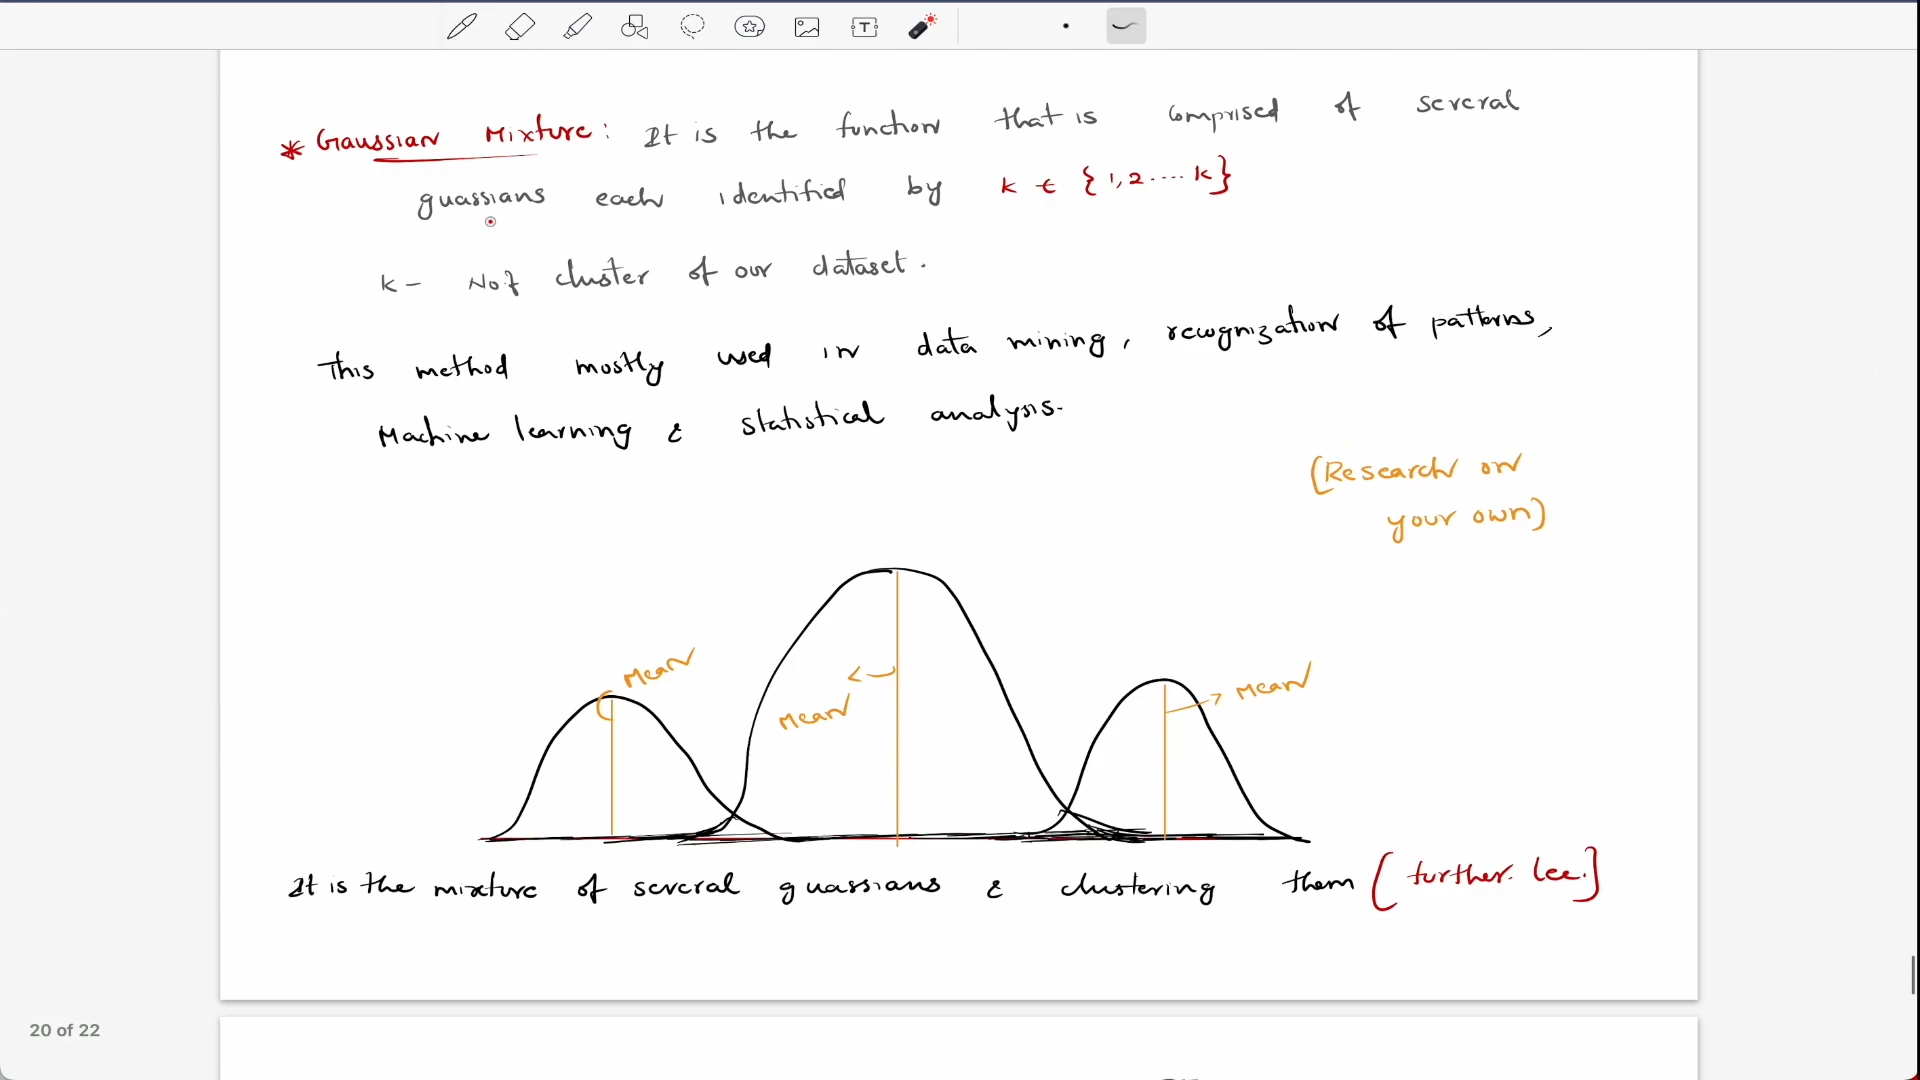 * Gaussian Mixture: It is the function that is comprised of several
guassians each identified by k ∈ {1,2....k}
k - No.of cluster of our dataset.
This method mostly used in data mining, recognization of patterns,
Machine learning & statistical analysis.
(Research on
your own)
Mean
Mean
Mean
It is the mixture of several guassians & clustering them [further. lec.]
20 of 22